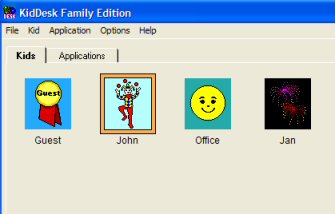 KidDesk Family Edition
File Kid Application Options Help
Kids Applications
Guest
Guest John Office Jan